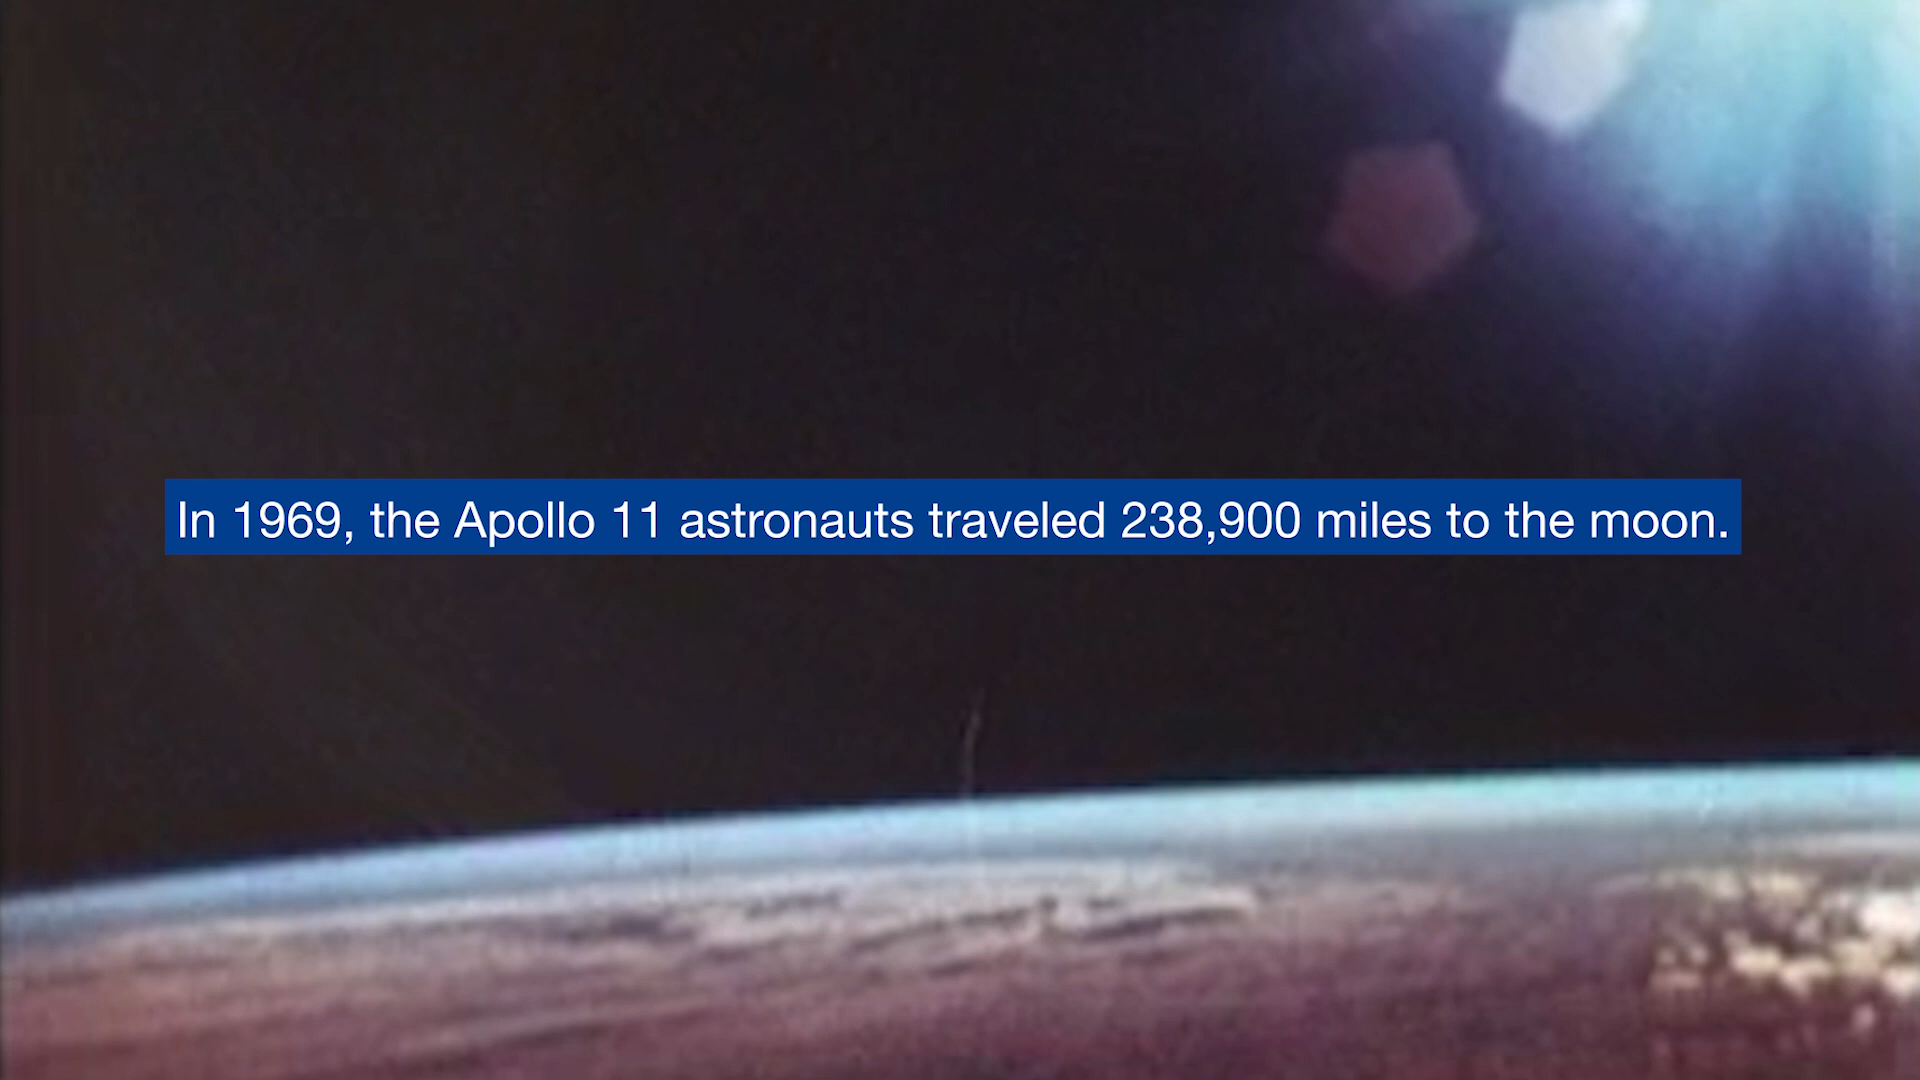 In 1969, the Apollo 11 astronauts traveled 238,900 miles to the moon.